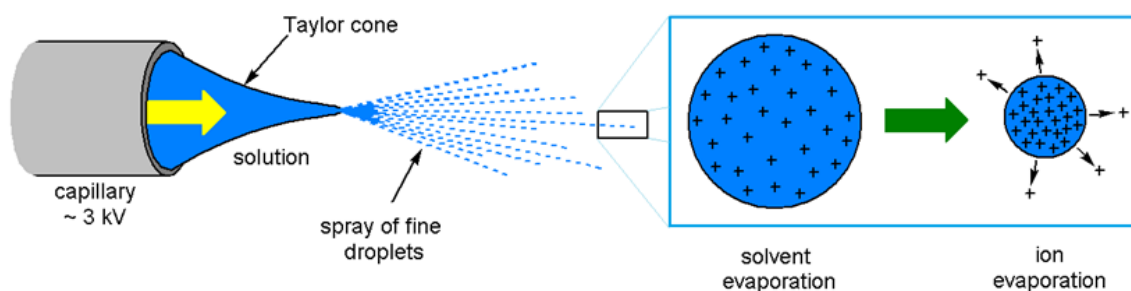 Taylor cone
solution
capillary
~ 3 kV
spray of fine
droplets
solvent
evaporation
ion
evaporation